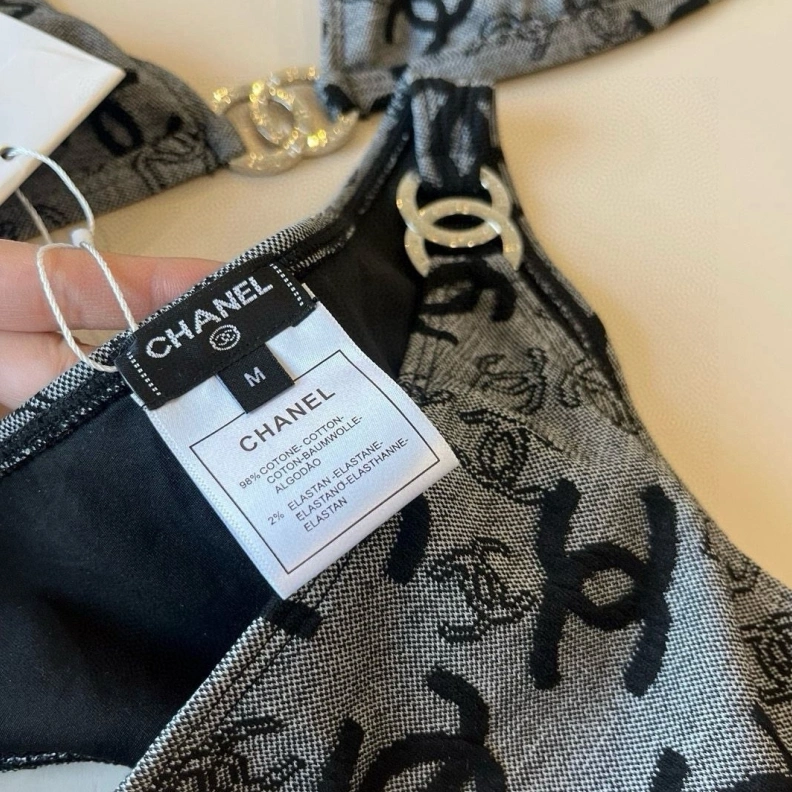 CHANEL
M
CHANEL
98% COTONE- COTTON-
COTON-BAUMWOLLE-
ALGODÃO
2% ELASTAN -ELASTANE-
ELASTANO-ELASTHANNE-
ELASTAN